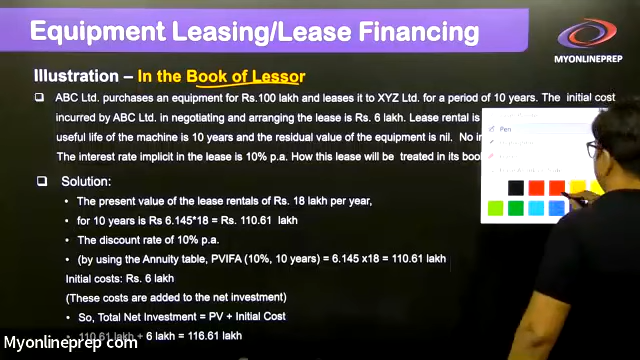 Equipment Leasing/Lease Financing
MYONLINEPREP
Illustration – In the Book of Lessor
ABC Ltd. purchases an equipment for Rs.100 lakh and leases it to XYZ Ltd. for a period of 10 years. The initial cost
incurred by ABC Ltd. in negotiating and arranging the lease is Rs. 6 lakh. Lease rental is
useful life of the machine is 10 years and the residual value of the equipment is nil. No
The interest rate implicit in the lease is 10% p.a. How this lease will be treated in its book
Pen
Solution:
• The present value of the lease rentals of Rs. 18 lakh per year,
• for 10 years is Rs 6.145*18 = Rs. 110.61 lakh
• The discount rate of 10% p.a.
• (by using the Annuity table, PVIFA (10%, 10 years) = 6.145 x18 = 110.61 lakh
Initial costs: Rs. 6 lakh
(These costs are added to the net investment)
• So, Total Net Investment = PV + Initial Cost
• 110.61 lakh + 6 lakh = 116.61 lakh
Myonlineprep.com